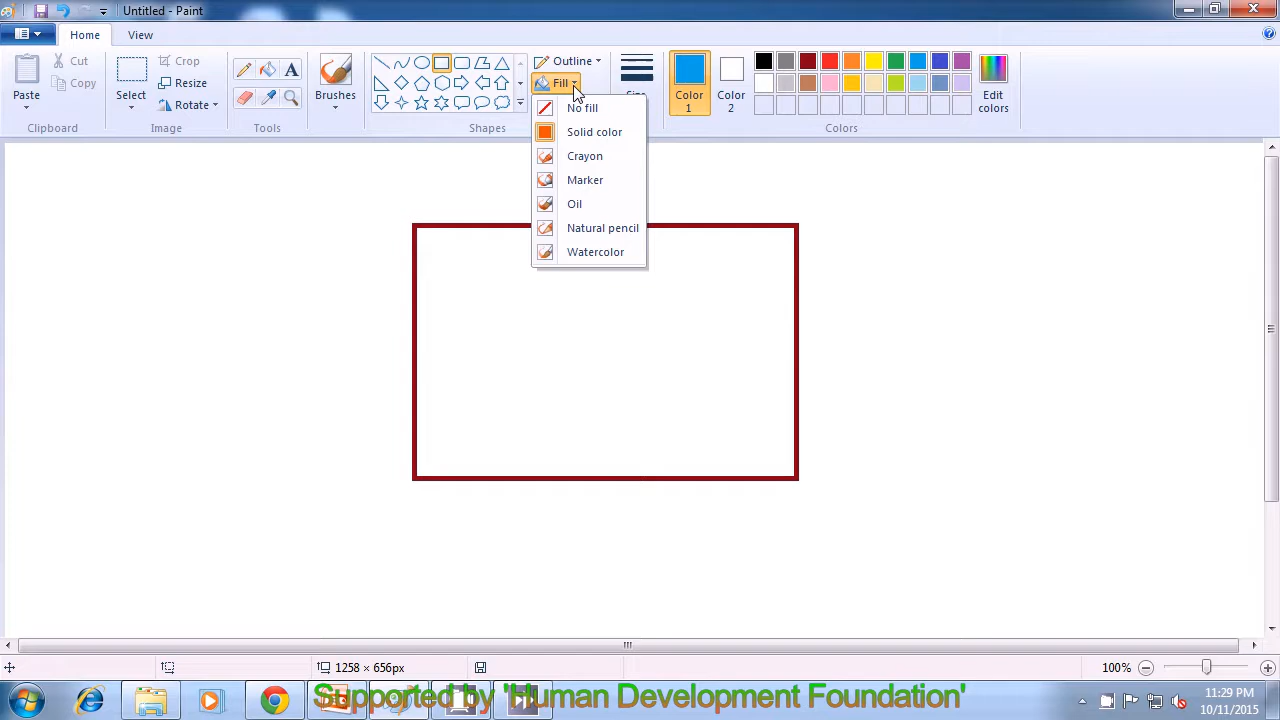 Untitled - Paint
Home
View
Paste
Cut
Copy
Clipboard
Select
Crop
Resize
Rotate
Image
Tools
Brushes
Shapes
Outline
Fill
No fill
Solid color
Crayon
Marker
Oil
Natural pencil
Watercolor
Color 1
Color 2
Edit colors
Colors
1258 × 656px
100%
Supported by 'Human Development Foundation'
11:29 PM
10/11/2015